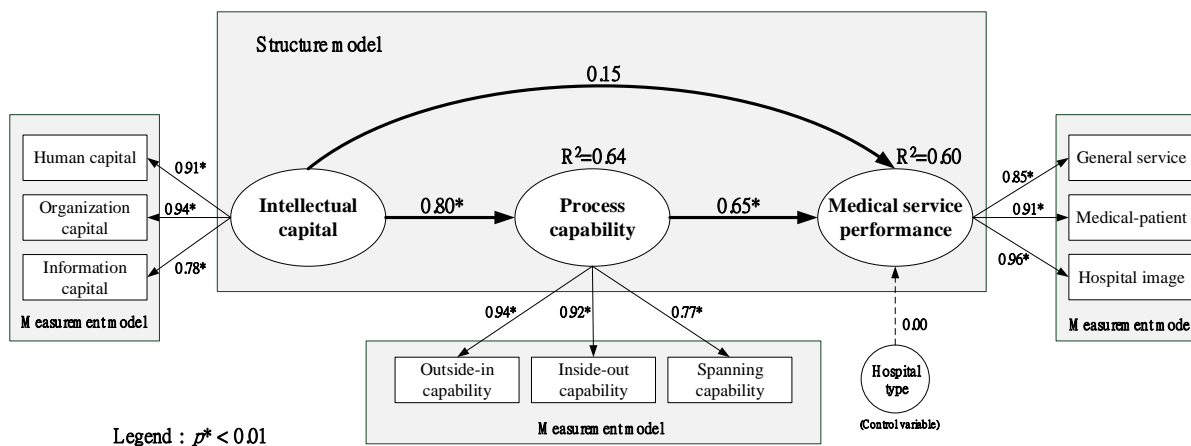 Structure model
0.15
Human capital
Organization
capital
Information
capital
Measurement model
0.91*
0.94*
0.78*
Intellectual
capital
0.80*
R²=0.64
Process
capability
0.65*
R²=0.60
Medical service
performance
0.85*
0.91*
0.96*
General service
Medical-patient
Hospital image
Measurement model
0.94*
0.92*
0.77*
Outside-in
capability
Inside-out
capability
Spanning
capability
Measurement model
0.00
Hospital
type
(Control variable)
Legend : p* < 0.01